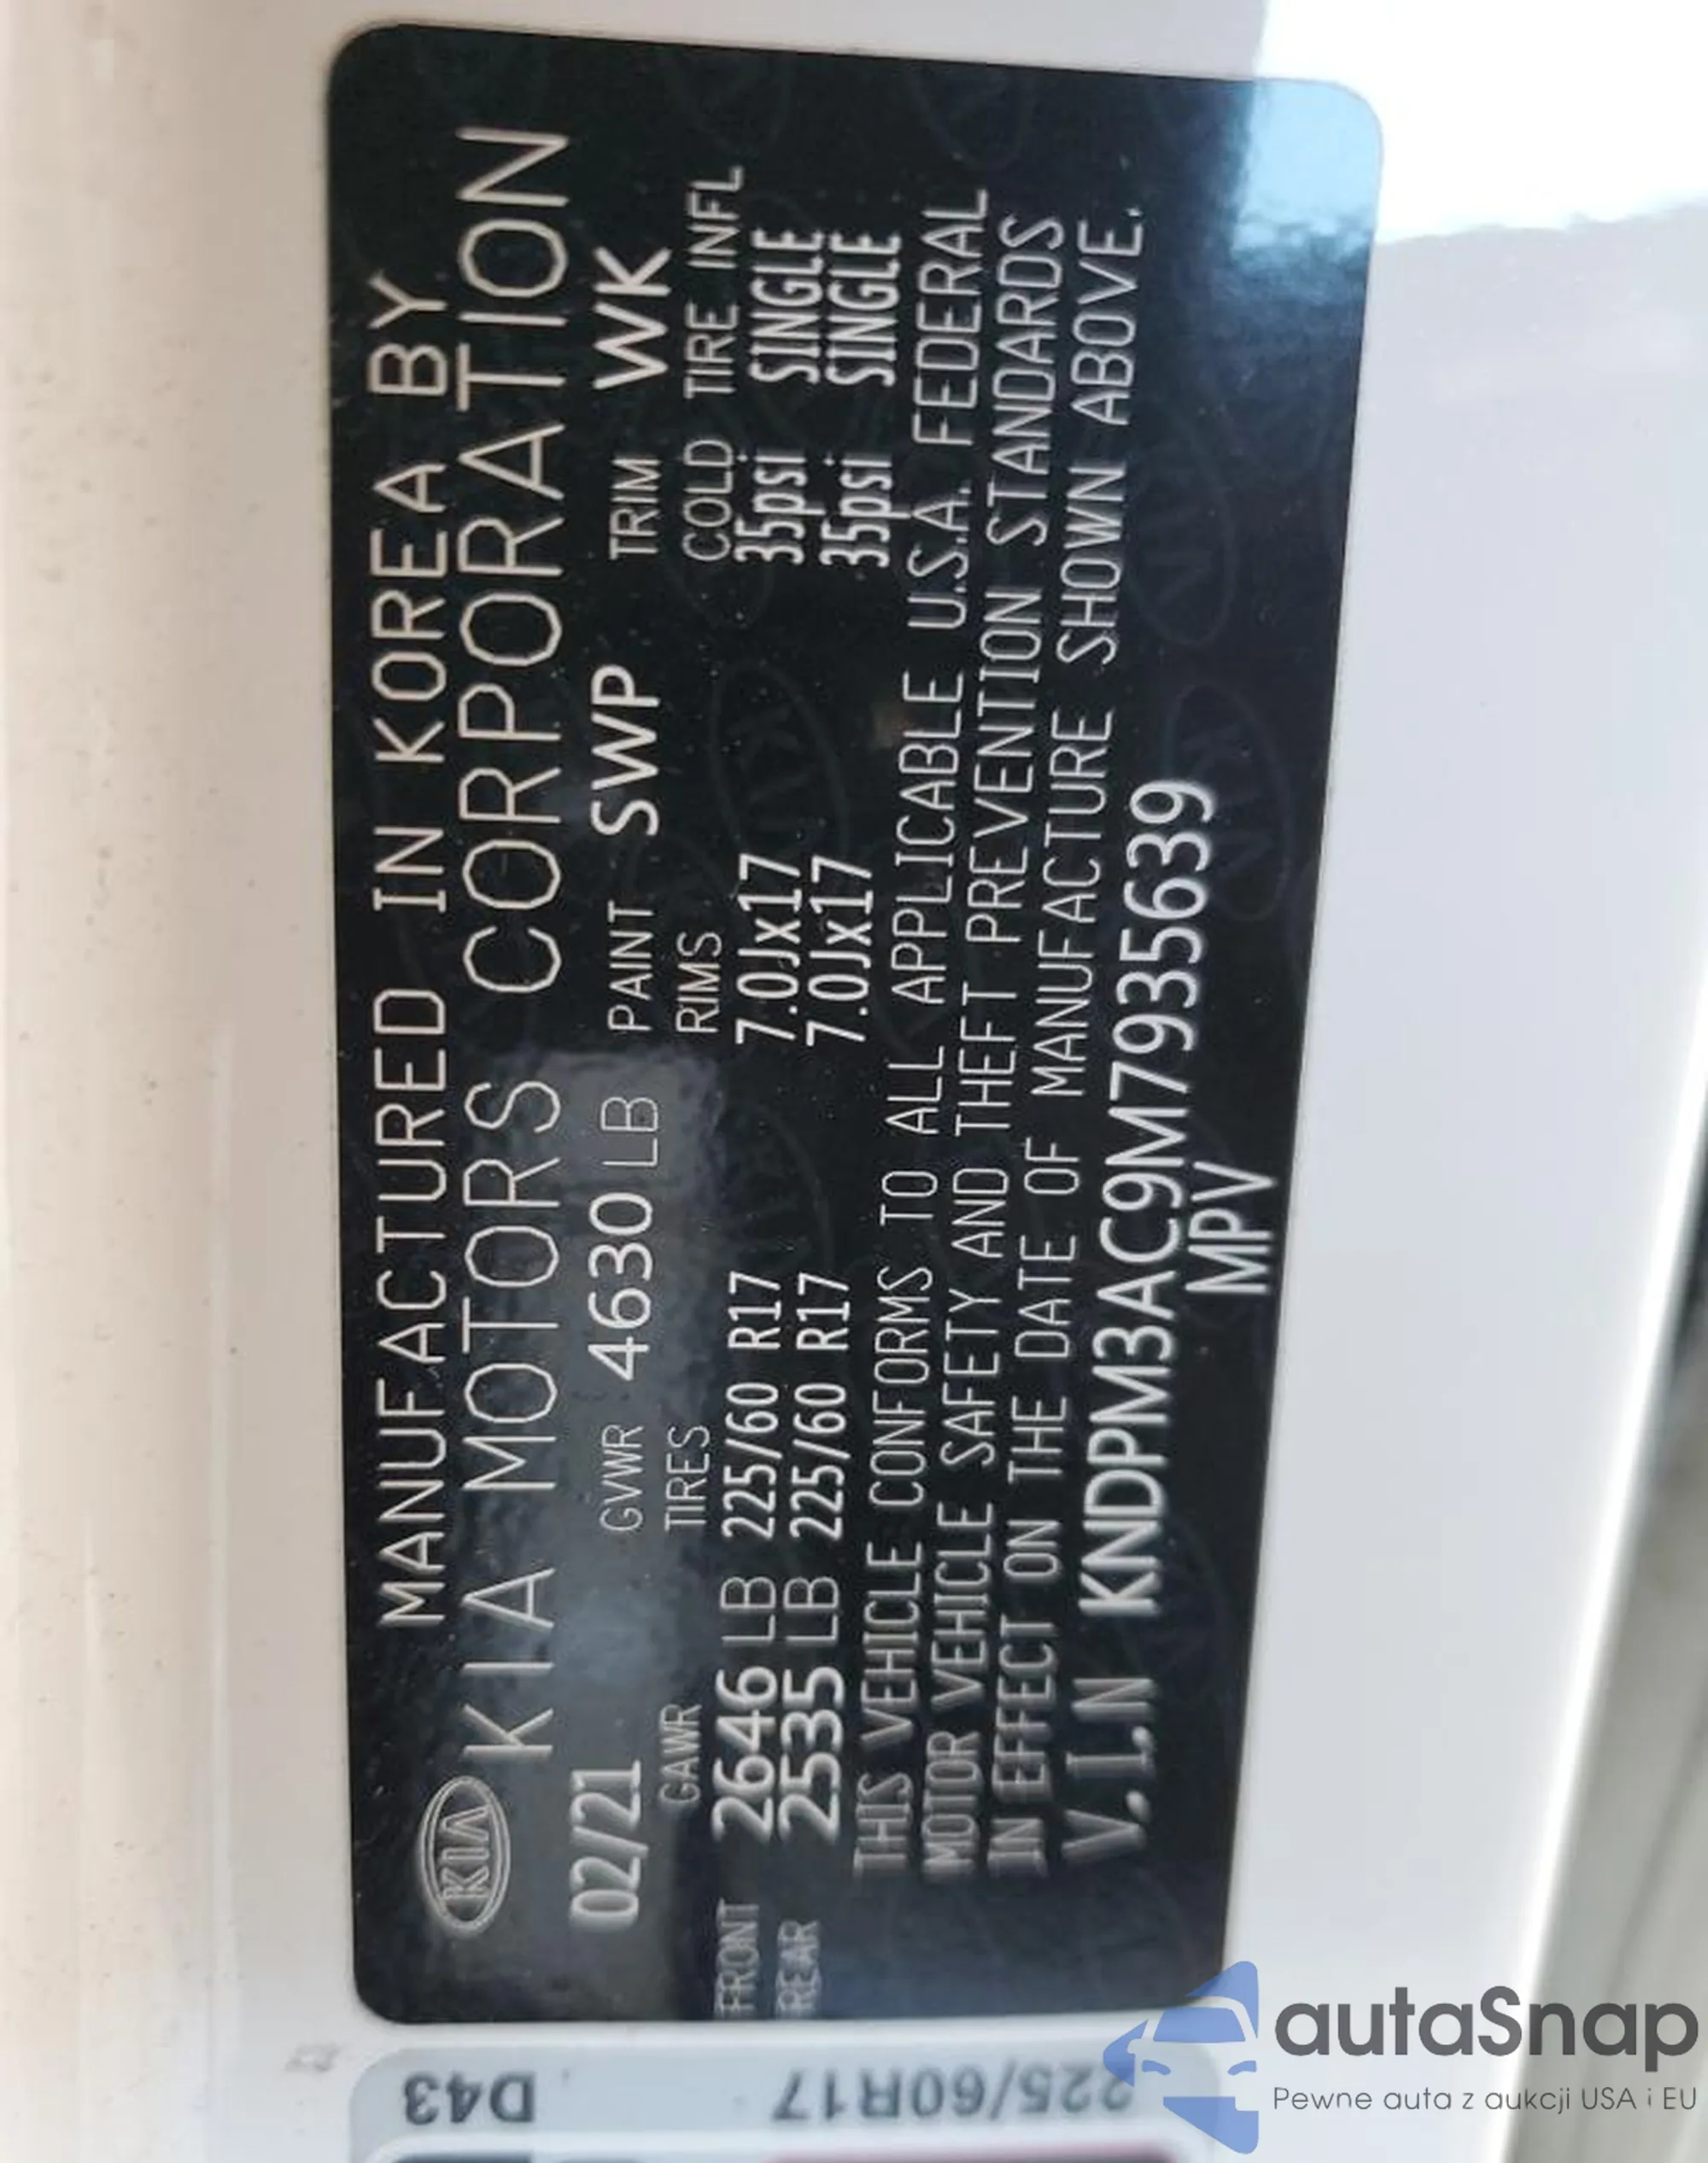 MANUFACTURED IN KOREA BY
KIA KIA MOTORS CORPORATION
02/21 GVWR 4630 LB PAINT SWP TRIM WK
GAWR TIRES RIMS COLD TIRE INFL
FRONT 2646 LB 225/60 R17 7.0Jx17 35psi SINGLE
REAR 2535 LB 225/60 R17 7.0Jx17 35psi SINGLE
THIS VEHICLE CONFORMS TO ALL APPLICABLE U.S.A. FEDERAL
MOTOR VEHICLE SAFETY AND THEFT PREVENTION STANDARDS
IN EFFECT ON THE DATE OF MANUFACTURE SHOWN ABOVE.
V.I.N KNDPM3AC9M7935639
MPV
D43
225/60R17
autaSnap
Pewne auta z aukcji USA i EU